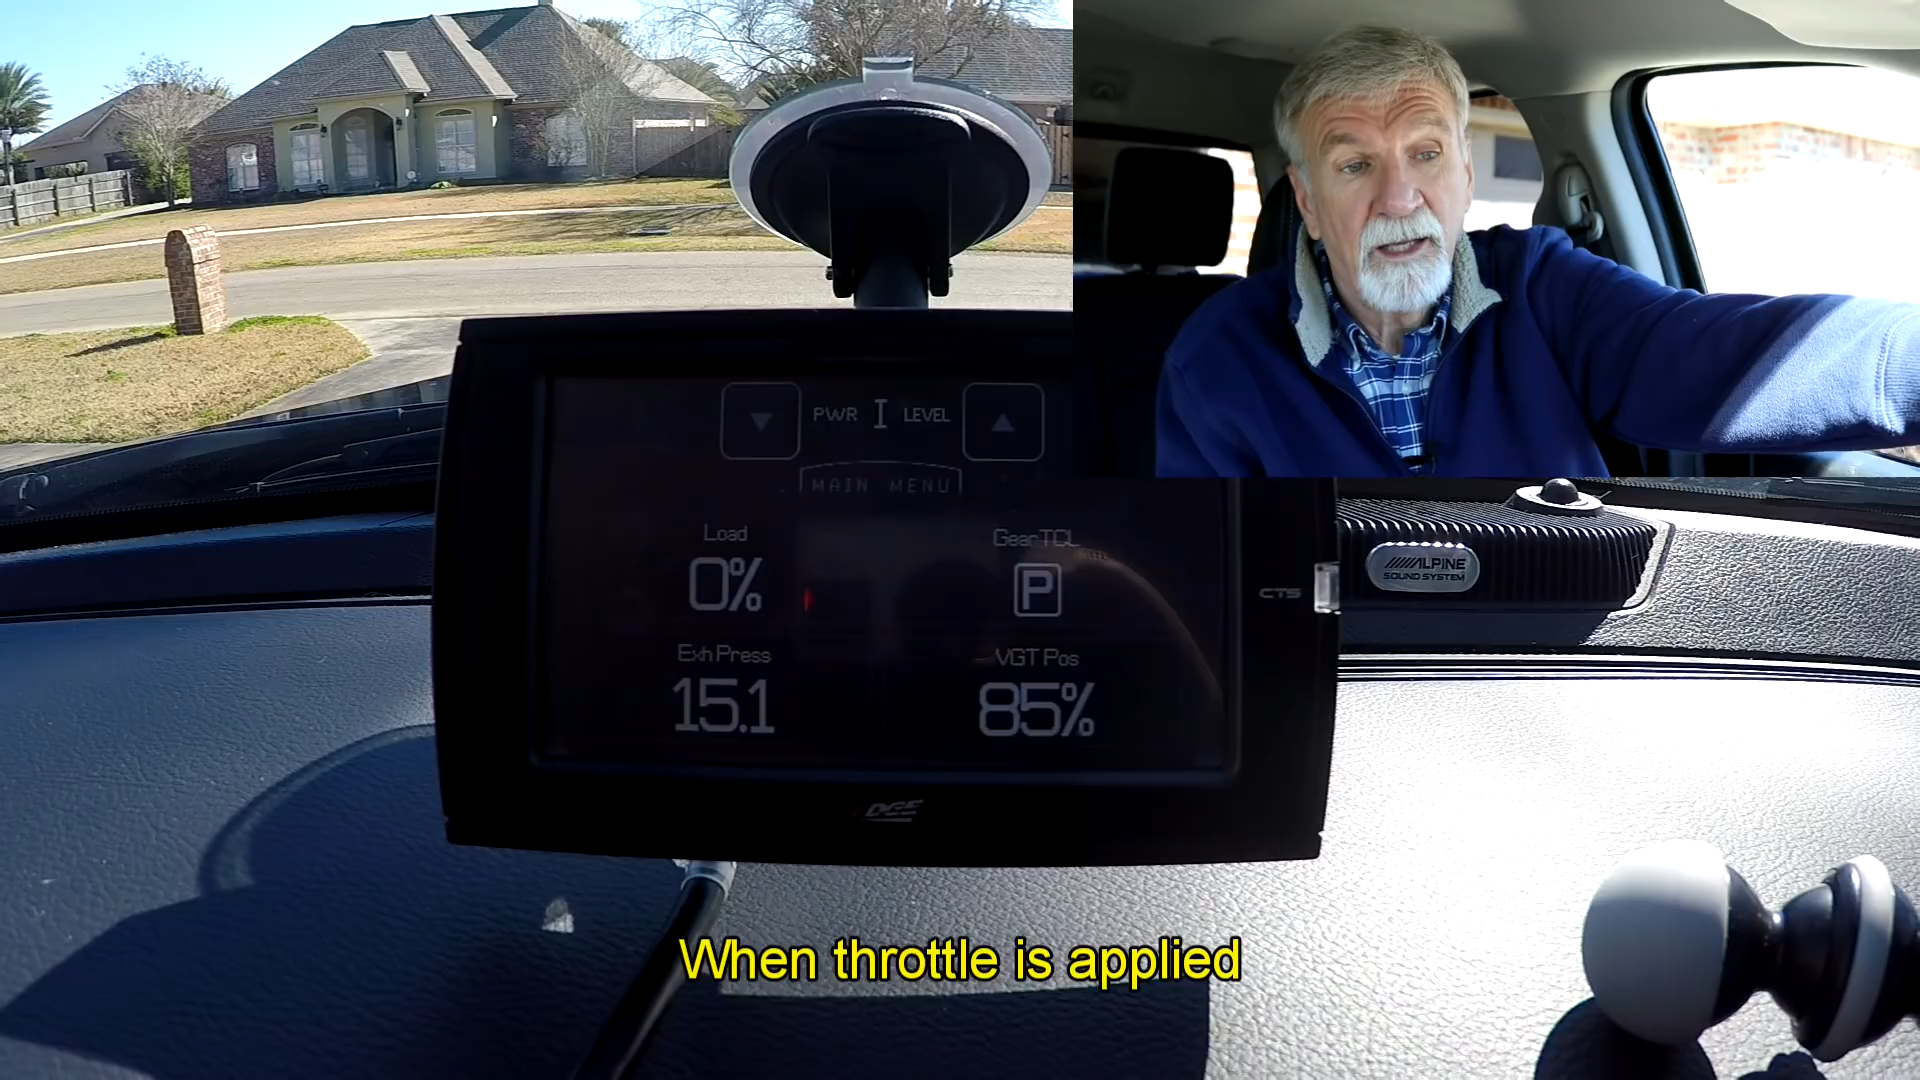 PWR I LEVEL
MAIN MENU
Load
0%
Gear TCL
P
Exh Press
15.1
VGT Pos
85%
CTS
EDGE
ALPINE
SOUND SYSTEM
When throttle is applied